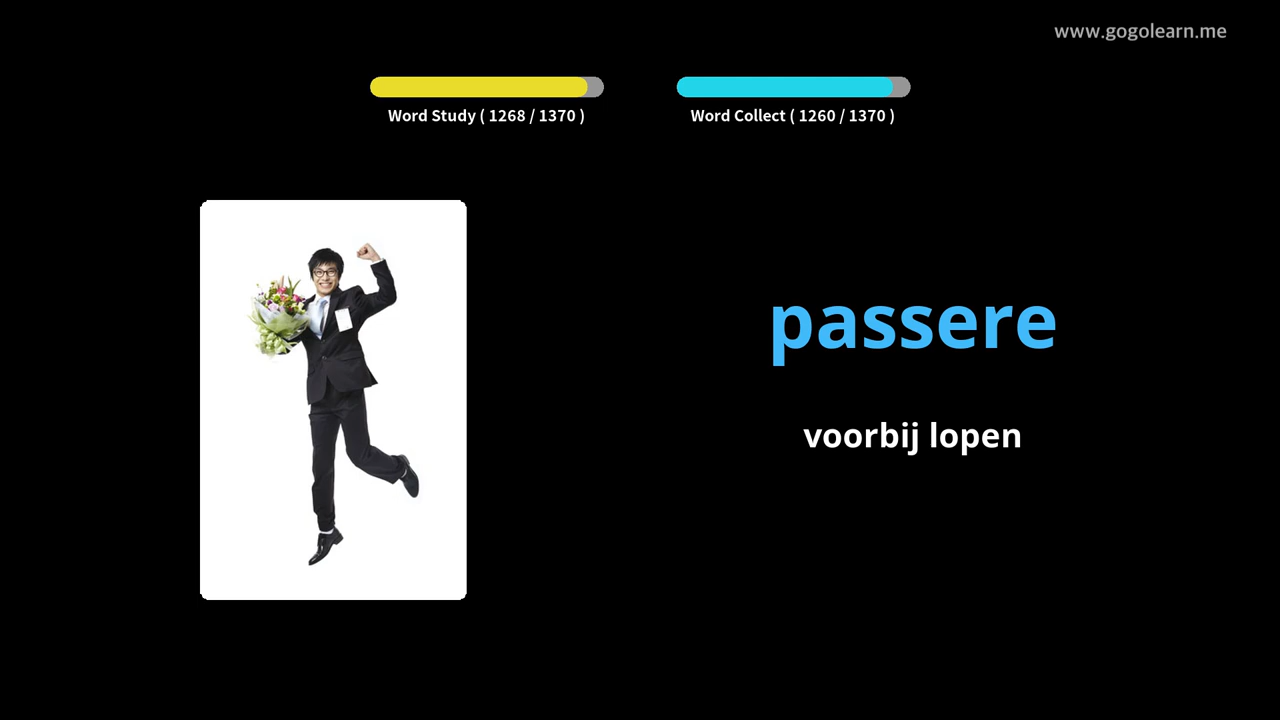 www.gogolearn.me
Word Study ( 1268 / 1370 )
Word Collect ( 1260 / 1370 )
passere
voorbij lopen